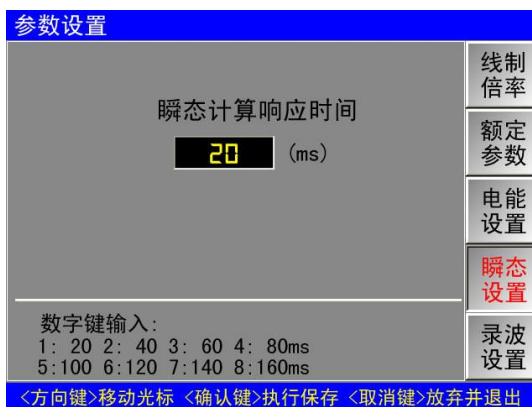 参数设置
瞬态计算响应时间
20 (ms)
数字键输入:
1: 20 2: 40 3: 60 4: 80ms
5:100 6:120 7:140 8:160ms
线制
倍率
额定
参数
电能
设置
瞬态
设置
录波
设置
<方向键>移动光标 <确认键>执行保存 <取消键>放弃并退出